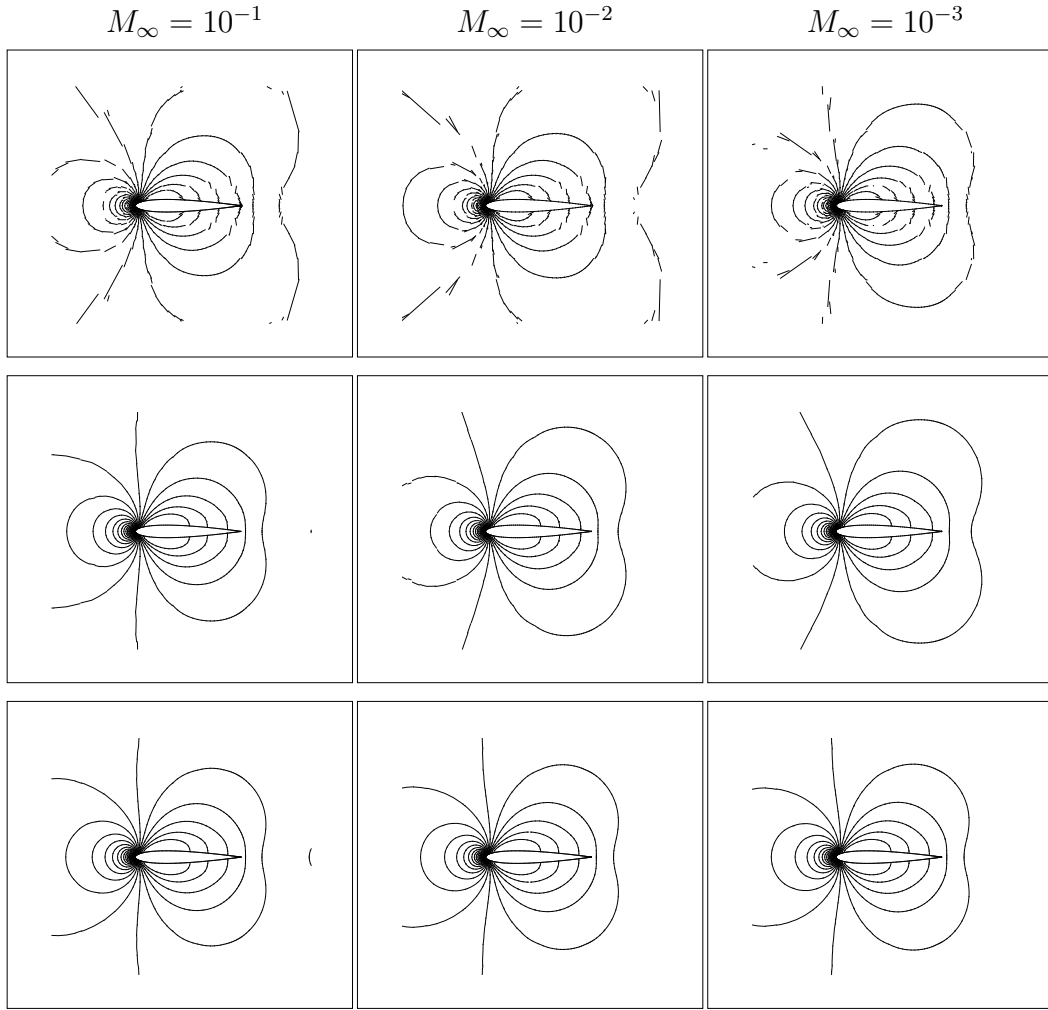 M∞ = 10⁻¹
M∞ = 10⁻²
M∞ = 10⁻³